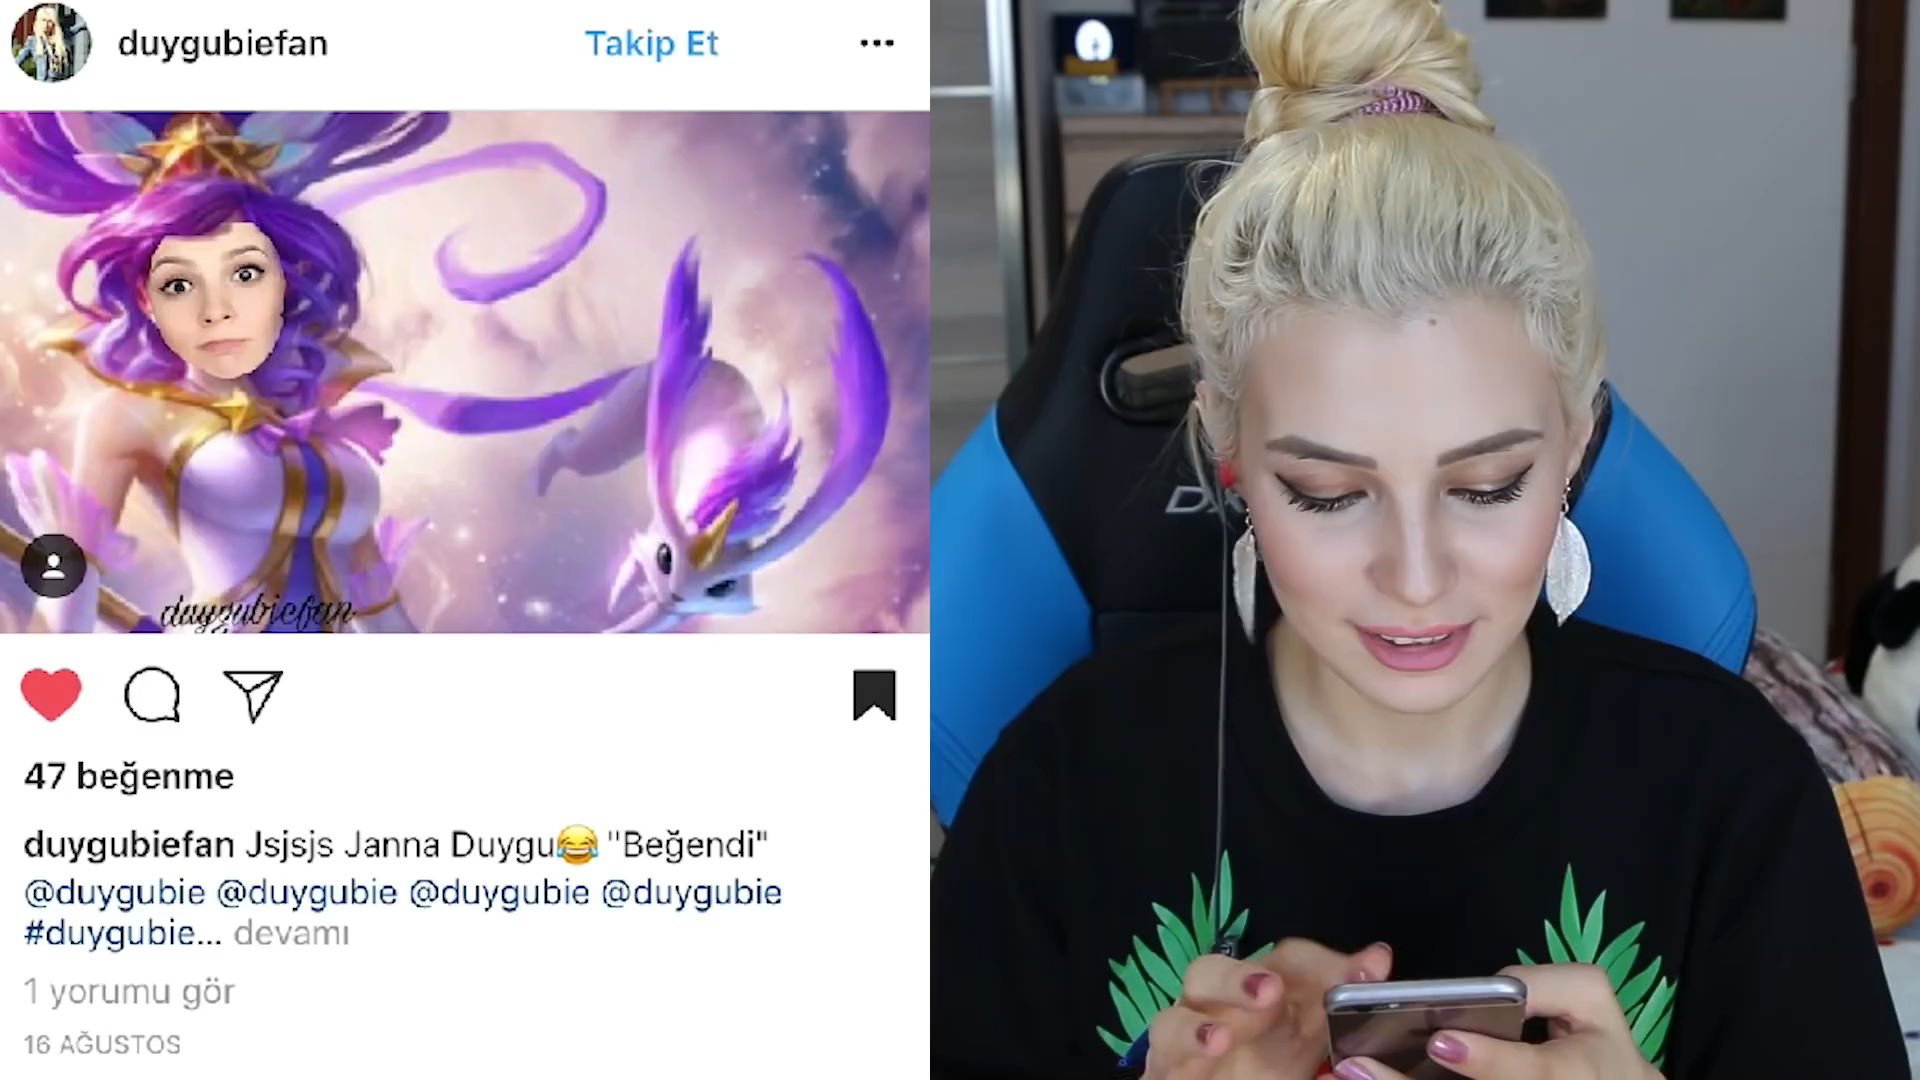 duygubiefan
Takip Et
duygubiefan
47 beğenme
duygubiefan Jsjsjs Janna Duygu😂 "Beğendi"
@duygubie @duygubie @duygubie @duygubie
#duygubie... devamı
1 yorumu gör
16 AĞUSTOS